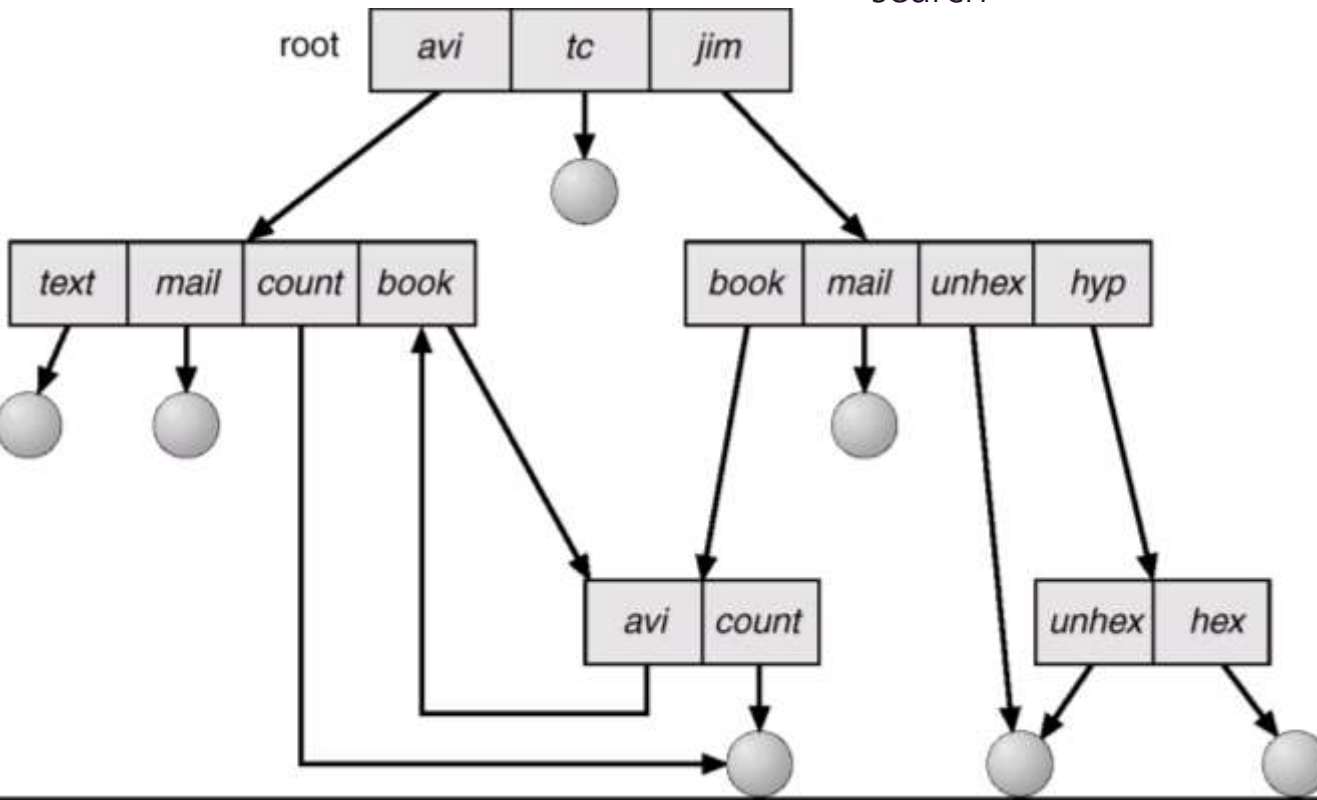 root avi tc jim
text mail count book book mail unhex hyp
avi count unhex hex